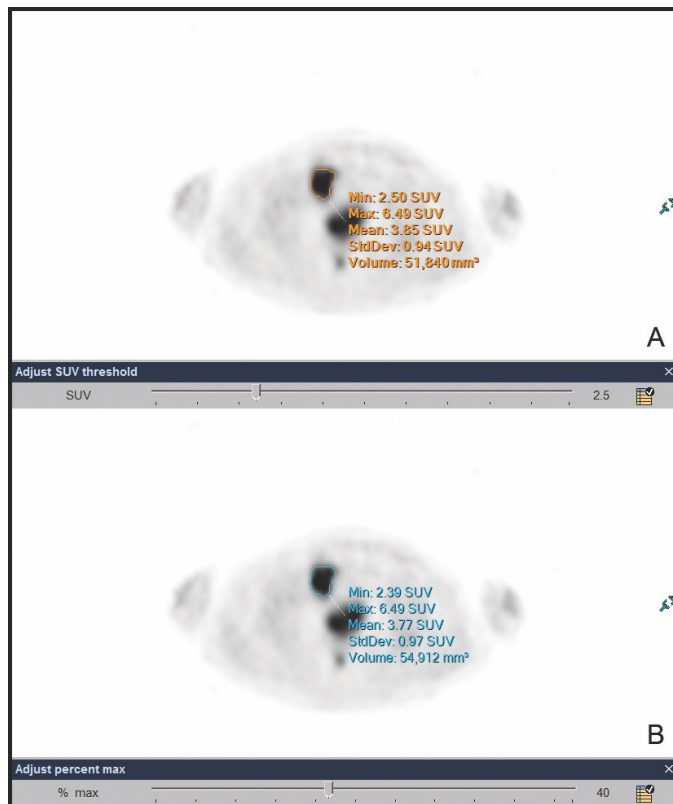 Min: 2.50 SUV
Max: 6.49 SUV
Mean: 3.85 SUV
StdDev: 0.94 SUV
Volume: 51,840 mm³
A
Adjust SUV threshold
SUV 2.5
Min: 2.39 SUV
Max: 6.49 SUV
Mean: 3.77 SUV
StdDev: 0.97 SUV
Volume: 54,912 mm³
B
Adjust percent max
% max 40